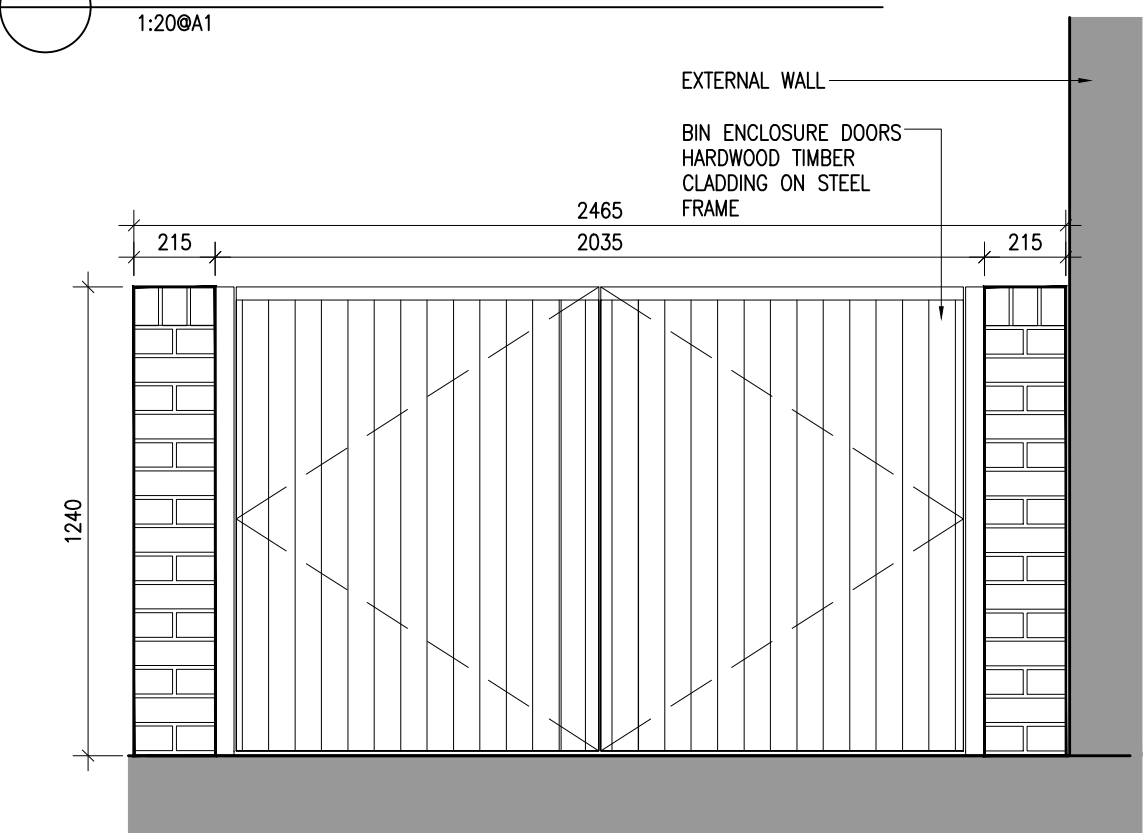 1:20@A1
EXTERNAL WALL
BIN ENCLOSURE DOORS
HARDWOOD TIMBER
CLADDING ON STEEL
FRAME
2465
215
2035
215
1240